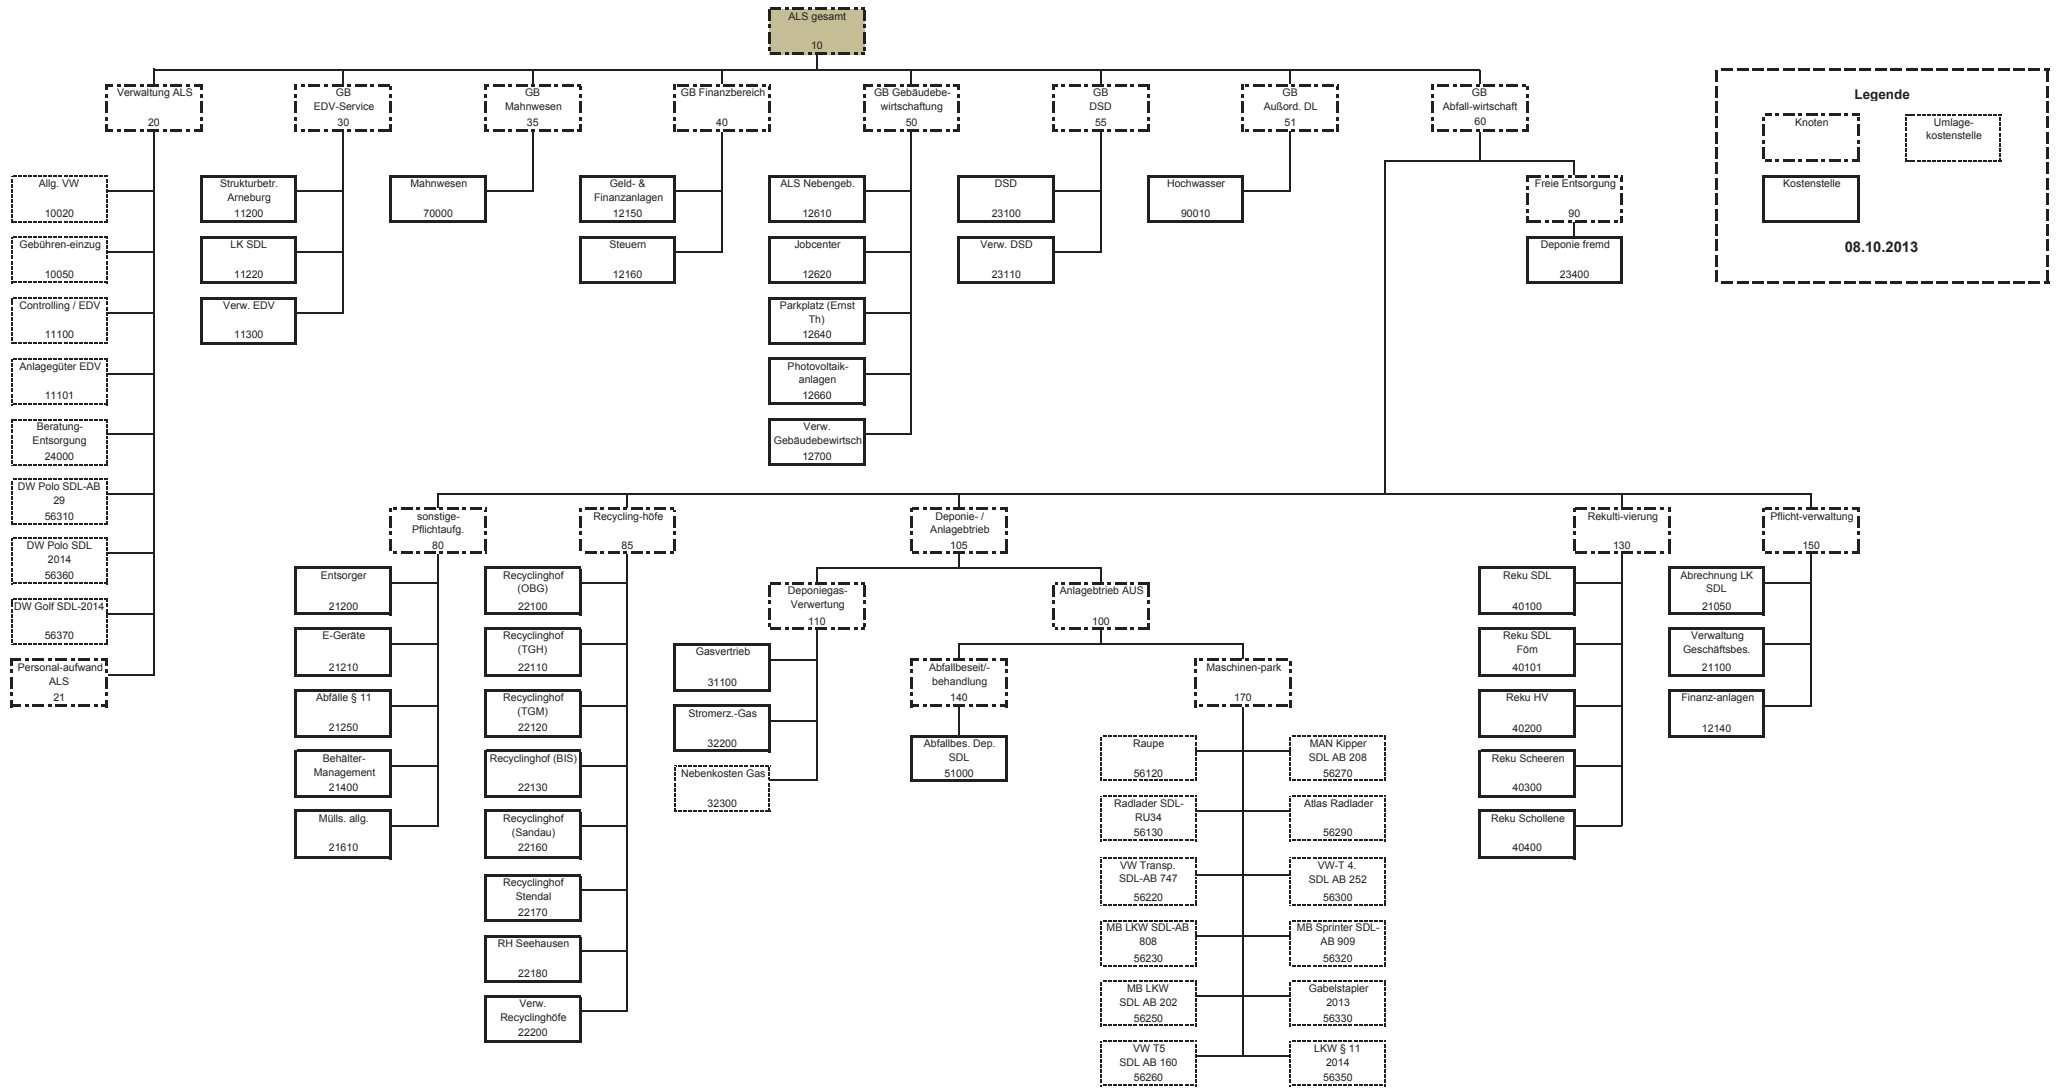 ALS gesamt
10
Verwaltung ALS
20
GB
EDV-Service
30
GB
Mahnwesen
35
GB Finanzbereich
40
GB Gebäudebe-
wirtschaftung
50
GB
DSD
55
GB
Außord. DL
51
GB
Abfall-wirtschaft
60
Legende
Knoten
Umlage-
kostenstelle
Kostenstelle
08.10.2013
Allg. VW
10020
Gebühren-einzug
10050
Controlling / EDV
11100
Anlagegüter EDV
11101
Beratung-
Entsorgung
24000
DW Polo SDL-AB
29
56310
DW Polo SDL
2014
56360
DW Golf SDL-2014
56370
Personal-aufwand
ALS
21
Strukturbetr.
Arneburg
11200
LK SDL
11220
Verw. EDV
11300
Mahnwesen
70000
Geld- &
Finanzanlagen
12150
Steuern
12160
ALS Nebengeb.
12610
Jobcenter
12620
Parkplatz (Ernst
Th)
12640
Photovoltaik-
anlagen
12660
Verw.
Gebäudebewirtsch
12700
DSD
23100
Verw. DSD
23110
Hochwasser
90010
Freie Entsorgung
90
Deponie fremd
23400
sonstige-
Pflichtaufg.
80
Entsorger
21200
E-Geräte
21210
Abfälle § 11
21250
Behälter-
Management
21400
Mülls. allg.
21610
Recycling-höfe
85
Recyclinghof
(OBG)
22100
Recyclinghof
(TGH)
22110
Recyclinghof
(TGM)
22120
Recyclinghof (BIS)
22130
Recyclinghof
(Sandau)
22160
Recyclinghof
Stendal
22170
RH Seehausen
22180
Verw.
Recyclinghöfe
22200
Deponie- /
Anlagebtrieb
105
Deponiegas-
Verwertung
110
Gasvertrieb
31100
Stromerz.-Gas
32200
Nebenkosten Gas
32300
Anlagebtrieb AUS
100
Abfallbeseit/-
behandlung
140
Abfallbes. Dep.
SDL
51000
Maschinen-park
170
Raupe
56120
MAN Kipper
SDL AB 208
56270
Radlader SDL-
RU34
56130
Atlas Radlader
56290
VW Transp.
SDL-AB 747
56220
VW-T 4.
SDL AB 252
56300
MB LKW SDL-AB
808
56230
MB Sprinter SDL-
AB 909
56320
MB LKW
SDL AB 202
56250
Gabelstapler
2013
56330
VW T5
SDL AB 160
56260
LKW § 11
2014
56350
Rekulti-vierung
130
Reku SDL
40100
Reku SDL
Föm
40101
Reku HV
40200
Reku Scheeren
40300
Reku Schollene
40400
Pflicht-verwaltung
150
Abrechnung LK
SDL
21050
Verwaltung
Geschäftsbes.
21100
Finanz-anlagen
12140